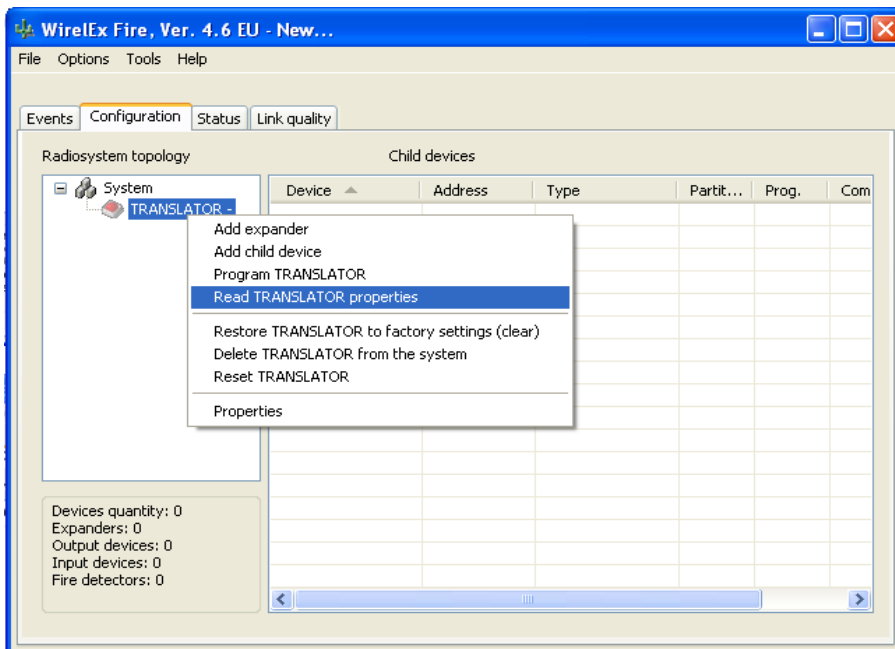 WirelEx Fire, Ver. 4.6 EU - New...
File Options Tools Help
Events Configuration Status Link quality
Radiosystem topology Child devices
System
TRANSLATOR -
Device Address Type Partit... Prog. Com
Add expander
Add child device
Program TRANSLATOR
Read TRANSLATOR properties
Restore TRANSLATOR to factory settings (clear)
Delete TRANSLATOR from the system
Reset TRANSLATOR
Properties
Devices quantity: 0
Expanders: 0
Output devices: 0
Input devices: 0
Fire detectors: 0